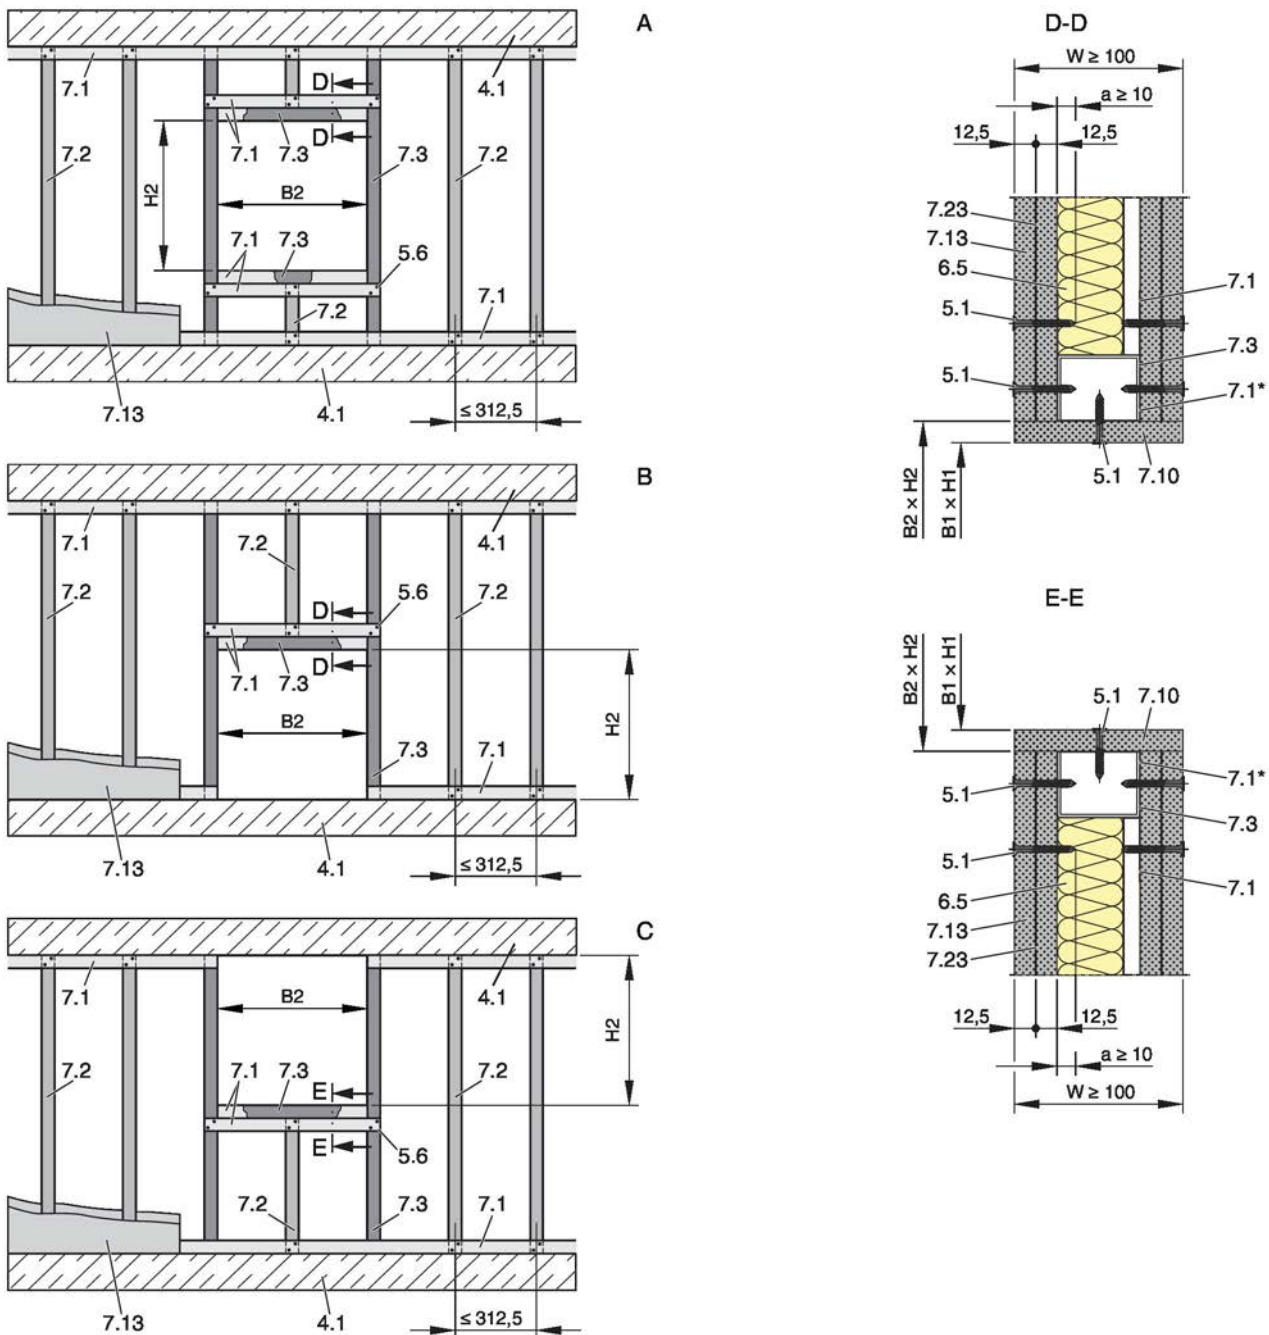 A
D
7.1
4.1
7.2
7.1
7.3
D
7.3
7.2
H2
B2
7.1
7.3
5.6
7.2
7.1
7.13
4.1
≤ 312,5
B
7.1
7.2
4.1
7.2
D
5.6
7.2
7.1
7.3
D
B2
H2
7.3
7.1
7.13
4.1
≤ 312,5
C
7.1
B2
4.1
H2
7.2
7.1
7.3
E
7.2
E
5.6
7.2
7.3
7.1
7.13
4.1
≤ 312,5
D-D
W ≥ 100
a ≥ 10
12,5
12,5
7.23
7.13
6.5
7.1
5.1
7.3
5.1
7.1*
5.1
7.10
B2 × H2
B1 × H1
E-E
B2 × H2
B1 × H1
5.1
7.10
7.1*
5.1
7.3
5.1
7.1
6.5
7.13
7.23
12,5
12,5
a ≥ 10
W ≥ 100